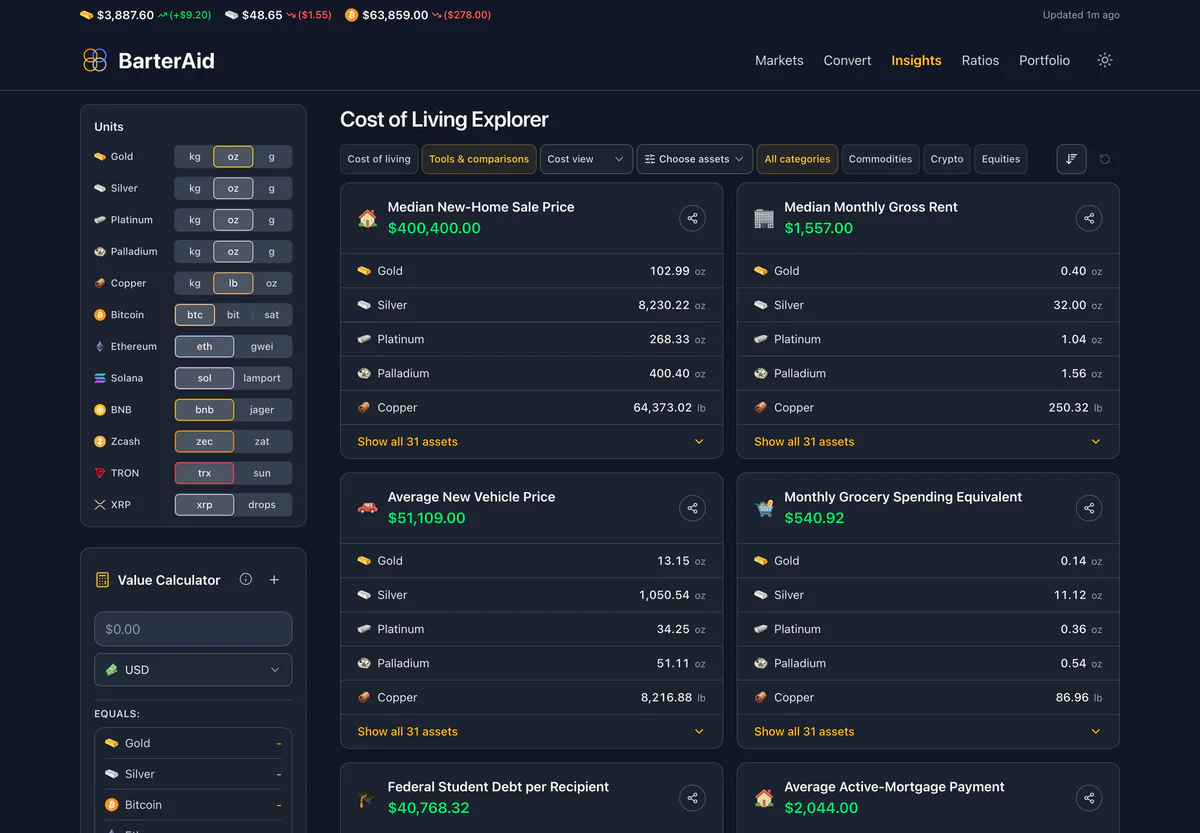 $3,887.60 (+$9.20) $48.65 ($1.55) $63,859.00 ($278.00) Updated 1m ago
BarterAid Markets Convert Insights Ratios Portfolio
Units
Gold kg oz g
Silver kg oz g
Platinum kg oz g
Palladium kg oz g
Copper kg lb oz
Bitcoin btc bit sat
Ethereum eth gwei
Solana sol lamport
BNB bnb jager
Zcash zec zat
TRON trx sun
XRP xrp drops
Value Calculator
$0.00
USD
EQUALS:
Gold -
Silver -
Bitcoin -
Cost of Living Explorer
Cost of living Tools & comparisons Cost view Choose assets All categories Commodities Crypto Equities
Median New-Home Sale Price
$400,400.00
Gold 102.99 oz
Silver 8,230.22 oz
Platinum 268.33 oz
Palladium 400.40 oz
Copper 64,373.02 lb
Show all 31 assets
Median Monthly Gross Rent
$1,557.00
Gold 0.40 oz
Silver 32.00 oz
Platinum 1.04 oz
Palladium 1.56 oz
Copper 250.32 lb
Show all 31 assets
Average New Vehicle Price
$51,109.00
Gold 13.15 oz
Silver 1,050.54 oz
Platinum 34.25 oz
Palladium 51.11 oz
Copper 8,216.88 lb
Show all 31 assets
Monthly Grocery Spending Equivalent
$540.92
Gold 0.14 oz
Silver 11.12 oz
Platinum 0.36 oz
Palladium 0.54 oz
Copper 86.96 lb
Show all 31 assets
Federal Student Debt per Recipient
$40,768.32
Average Active-Mortgage Payment
$2,044.00